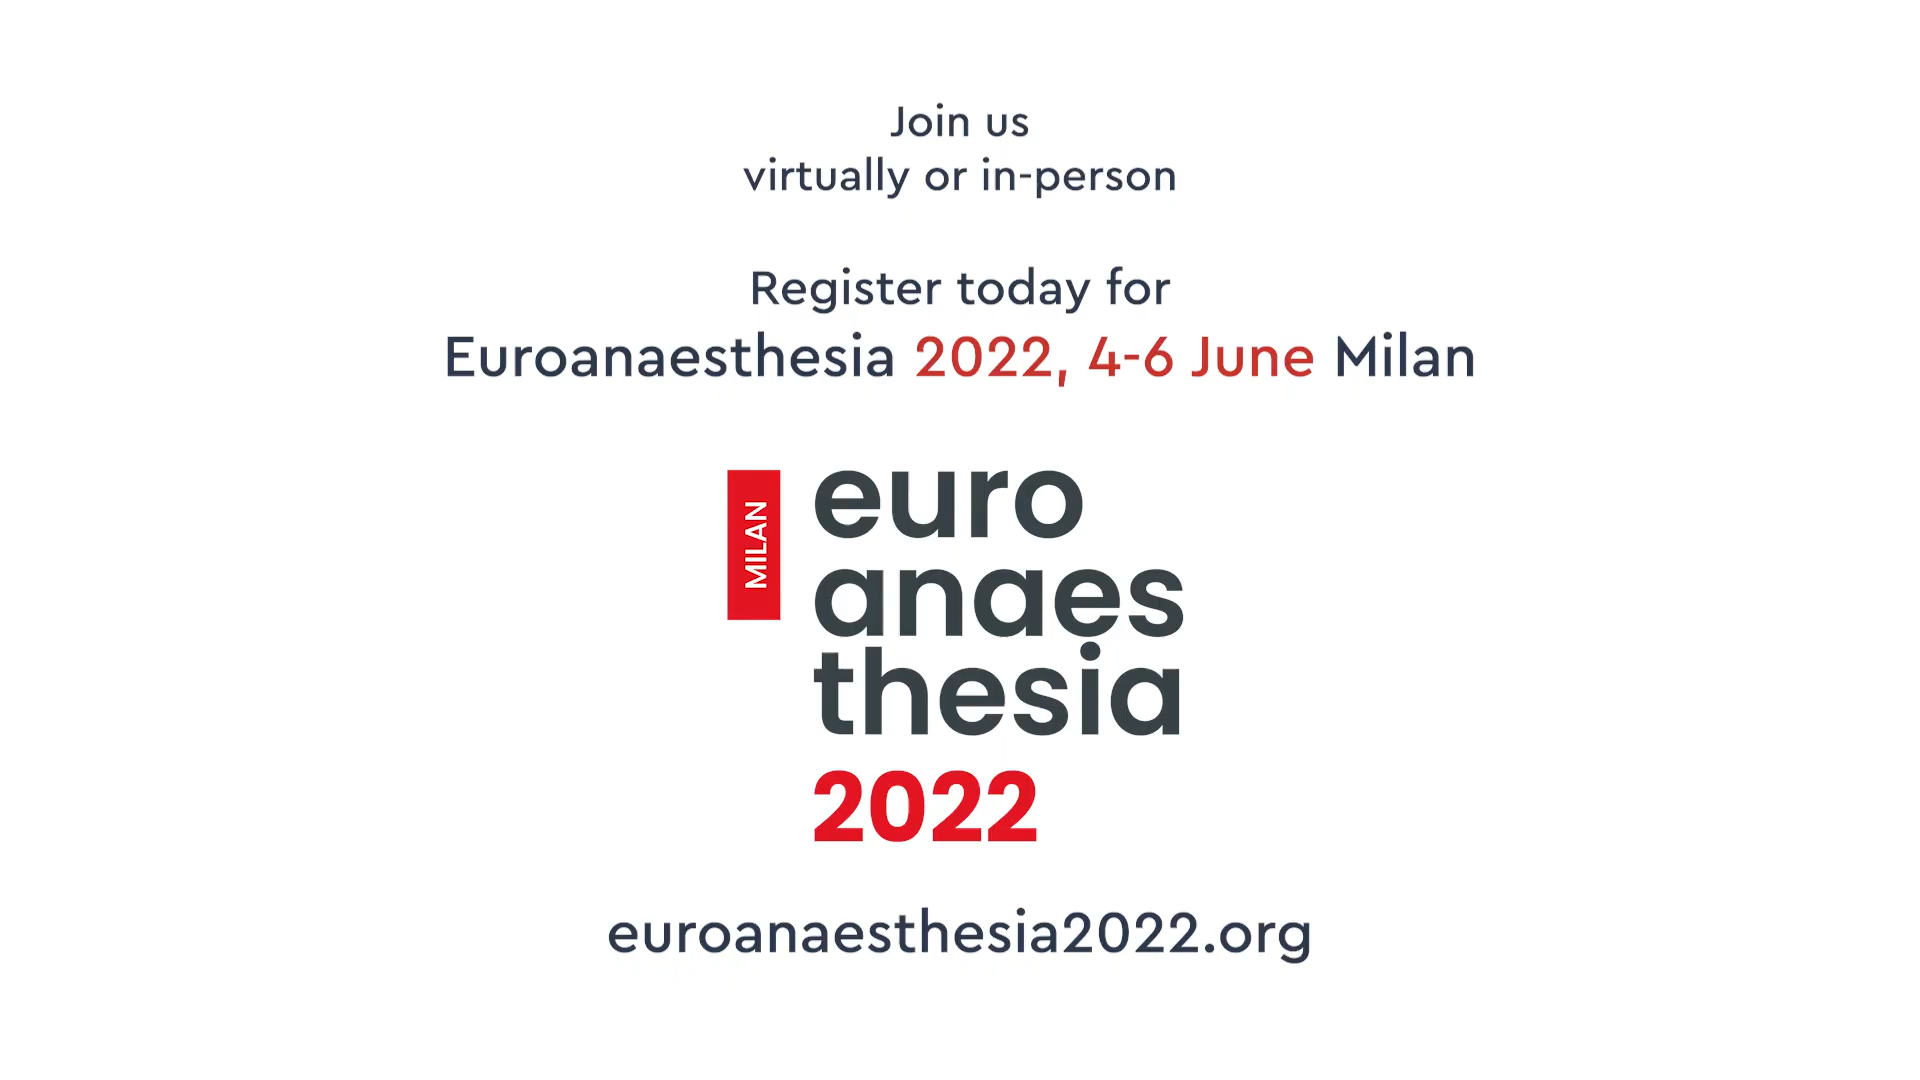 Join us
virtually or in-person
Register today for
Euroanaesthesia 2022, 4-6 June Milan
MILAN
euro
anaes
thesia
2022
euroanaesthesia2022.org